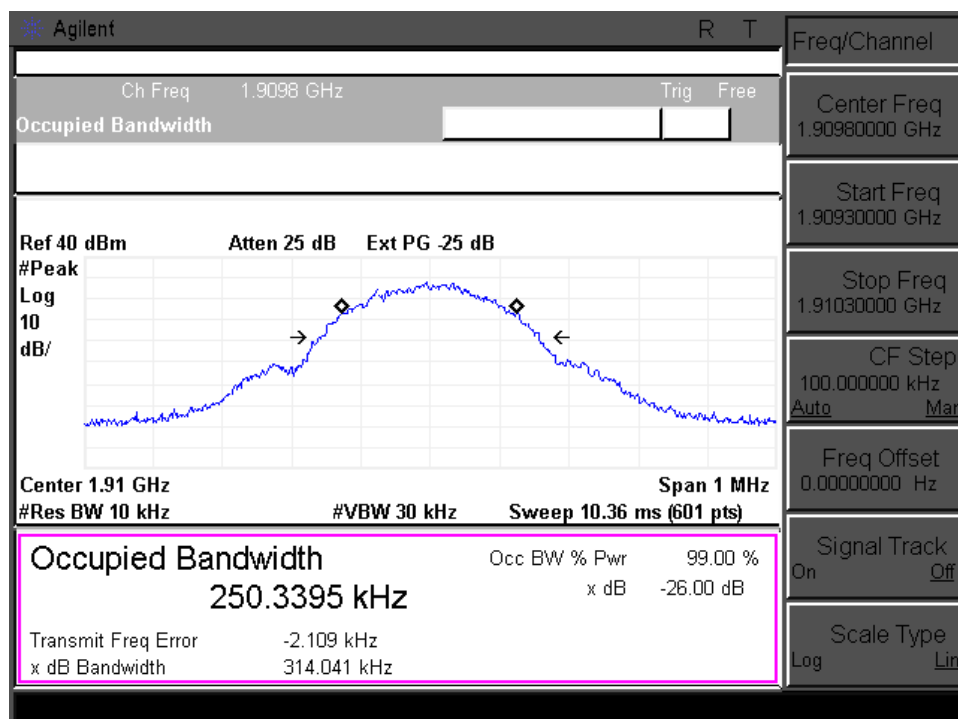 Agilent R T
Ch Freq 1.9098 GHz Trig Free
Occupied Bandwidth
Ref 40 dBm Atten 25 dB Ext PG -25 dB
#Peak
Log
10
dB/
Center 1.91 GHz Span 1 MHz
#Res BW 10 kHz #VBW 30 kHz Sweep 10.36 ms (601 pts)
Occupied Bandwidth Occ BW % Pwr 99.00 %
250.3395 kHz x dB -26.00 dB
Transmit Freq Error -2.109 kHz
x dB Bandwidth 314.041 kHz
Freq/Channel
Center Freq
1.90980000 GHz
Start Freq
1.90930000 GHz
Stop Freq
1.91030000 GHz
CF Step
100.000000 kHz
Auto Man
Freq Offset
0.00000000 Hz
Signal Track
On Off
Scale Type
Log Lin